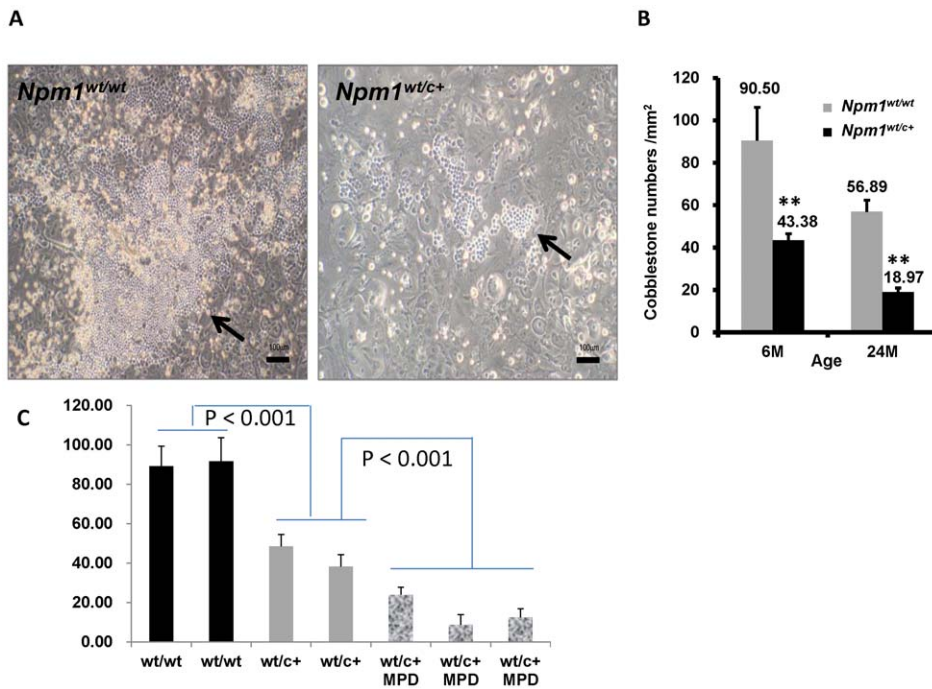 A
Npm1wt/wt
100um
Npm1wt/c+
100um
B
120
100
80
60
40
20
0
Cobblestone numbers /mm²
90.50
**
43.38
56.89
**
18.97
Npm1wt/wt
Npm1wt/c+
6M
24M
Age
C
120.00
100.00
80.00
60.00
40.00
20.00
0.00
P < 0.001
P < 0.001
wt/wt
wt/wt
wt/c+
wt/c+
wt/c+
MPD
wt/c+
MPD
wt/c+
MPD